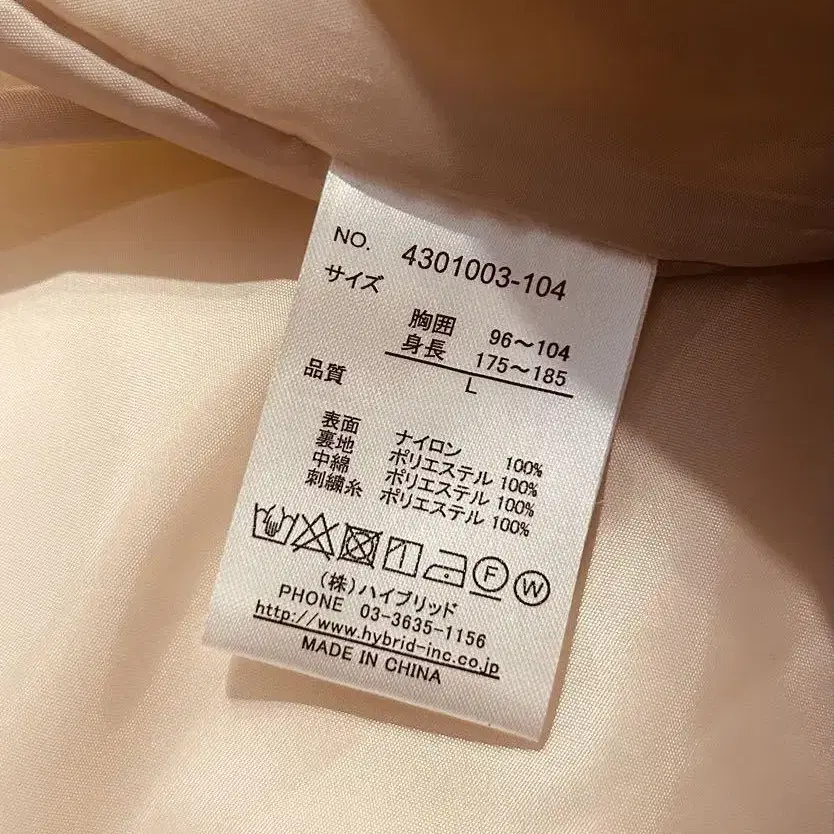 NO. 4301003-104
サイズ
胸囲 96～104
身長 175～185
L
品質
表面 ナイロン 100%
裏地 ポリエステル 100%
中綿 ポリエステル 100%
刺繍糸 ポリエステル 100%
F W
(株)ハイブリッド
PHONE 03-3635-1156
http://www.hybrid-inc.co.jp
MADE IN CHINA